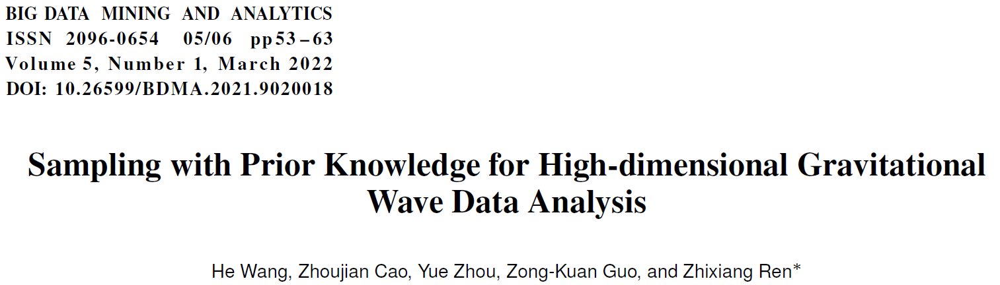 BIG DATA MINING AND ANALYTICS
ISSN 2096-0654 05/06 pp53–63
Volume 5, Number 1, March 2022
DOI: 10.26599/BDMA.2021.9020018
Sampling with Prior Knowledge for High-dimensional Gravitational
Wave Data Analysis
He Wang, Zhoujian Cao, Yue Zhou, Zong-Kuan Guo, and Zhixiang Ren*